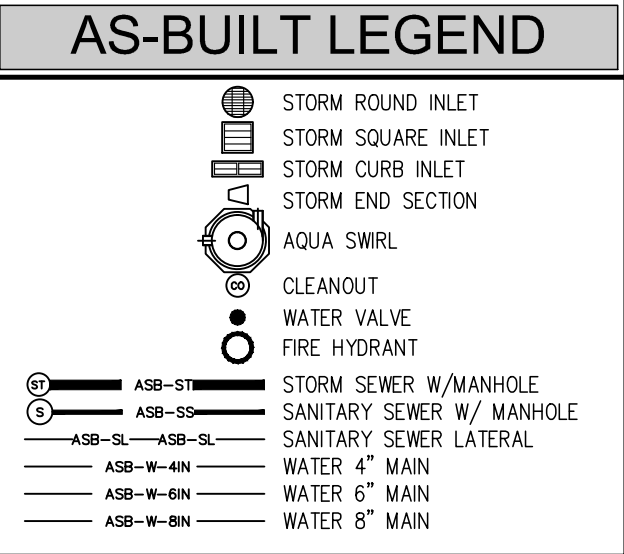 AS-BUILT LEGEND
STORM ROUND INLET
STORM SQUARE INLET
STORM CURB INLET
STORM END SECTION
AQUA SWIRL
CO CLEANOUT
WATER VALVE
FIRE HYDRANT
ST ASB-ST STORM SEWER W/MANHOLE
S ASB-SS SANITARY SEWER W/ MANHOLE
ASB-SL ASB-SL SANITARY SEWER LATERAL
ASB-W-4IN WATER 4" MAIN
ASB-W-6IN WATER 6" MAIN
ASB-W-8IN WATER 8" MAIN